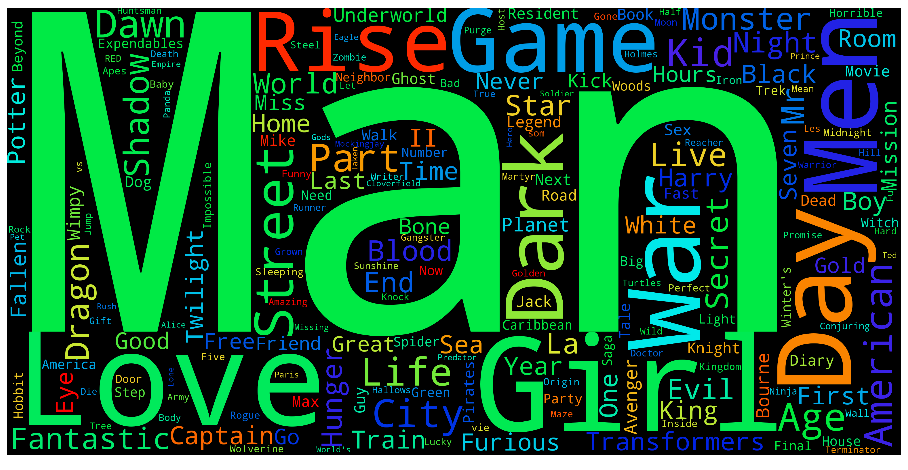 Man
Love
Girl
Rise
Game
Men
War
Day
Dark
Street
Dawn
Huntsman
Underworld
Resident
Host
Book
Gone
Half
Moon
Monster
Horrible
Beyond
Expendables
Death
Empire
RED
Apes
Baby
Panda
Steel
Eagle
Zombie
Let
Purge
Holmes
Kid
Night
Prince
Mean
Room
Movie
Potter
Shadow
World
Neighbor
Ghost
Bad
Never
True
Soldier
Kick
Woods
Hours
Iron
Black
Trek
Mr
Les
Midnight
Impossible
Dog
Wimpy
vs
Jump
Miss
Home
Mike
Funny
Gods
Mockingjay
Taken
Walk
II
Number
Writer
Cloverfield
Part
Time
Last
Star
Legend
Som
Martyr
Next
Road
Need
Runner
Sex
Reacher
Live
Harry
Fast
Seven
Dead
Hill
Warrior
Mission
Boy
Witch
Hard
Ted
Promise
Rock
Pet
Fallen
Dragon
Twilight
Rush
Gift
Alice
Grown
Sleeping
Amazing
Missing
Bone
Gangster
Blood
Sunshine
Now
End
Knock
Planet
Golden
Jack
Caribbean
White
Big
Turtles
Perfect
Tale
Wild
Secret
Light
Winter's
Gold
Conjuring
American
Hobbit
America
Eye
Die
Good
Door
Step
Five
Army
Body
Lone
Tree
Free
Friend
Go
Rogue
Wolverine
Paris
Great
Spider
Predator
Sea
La
Life
Hunger
Max
Guy
Hallows
Green
City
Pirates
Year
Origin
Party
Maze
vie
One
Saga
Doctor
Knight
Kingdom
Evil
Avenger
King
Inside
Bourne
Ninja
Diary
First
Wall
Age
Fantastic
Captain
World's
Train
Lucky
Furious
Transformers
Final
House
Terminator